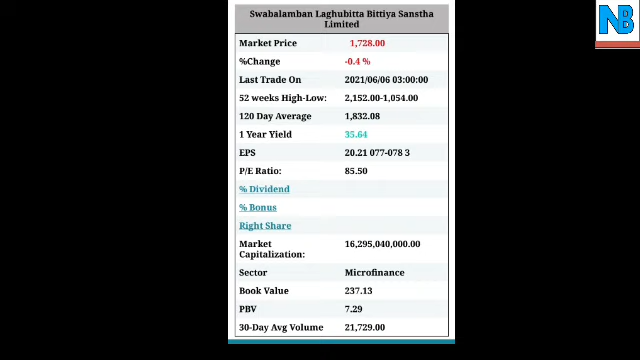 Swabalamban Laghubitta Bittiya Sanstha
Limited
Market Price 1,728.00
%Change -0.4 %
Last Trade On 2021/06/06 03:00:00
52 weeks High-Low: 2,152.00-1,054.00
120 Day Average 1,832.08
1 Year Yield 35.64
EPS 20.21 077-078 3
P/E Ratio: 85.50
% Dividend
% Bonus
Right Share
Market
Capitalization: 16,295,040,000.00
Sector Microfinance
Book Value 237.13
PBV 7.29
30-Day Avg Volume 21,729.00
NB